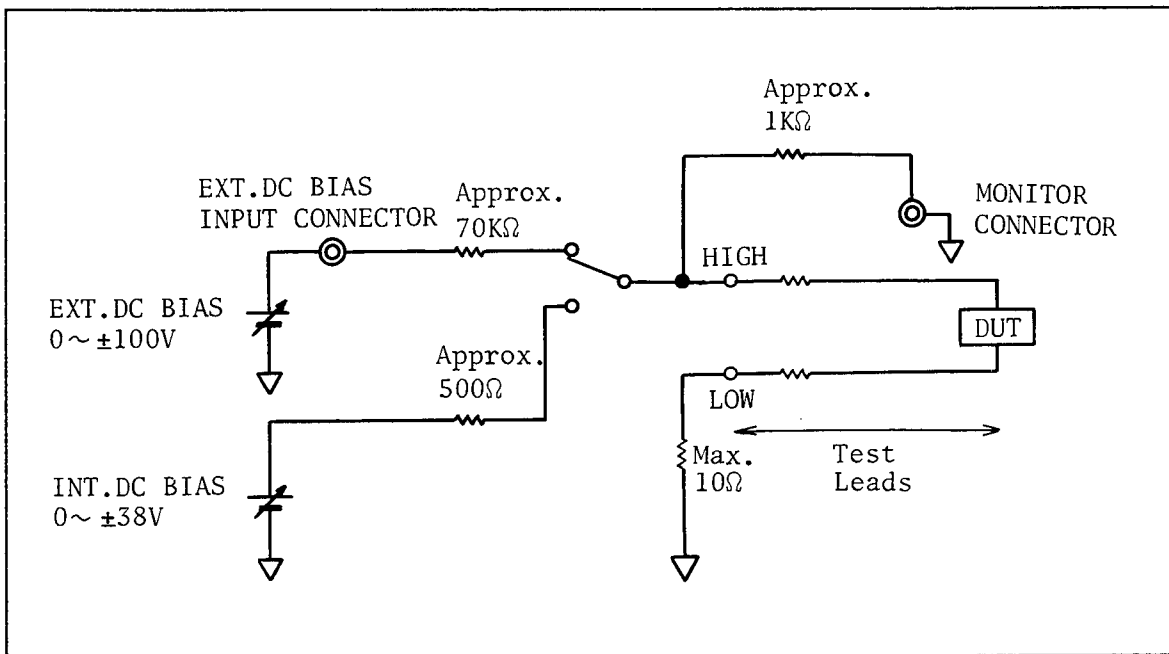 Approx.
1KΩ
EXT.DC BIAS
INPUT CONNECTOR
Approx.
70KΩ
MONITOR
CONNECTOR
HIGH
EXT.DC BIAS
0~ ±100V
DUT
Approx.
500Ω
LOW
Max.
10Ω
Test
Leads
INT.DC BIAS
0~ ±38V